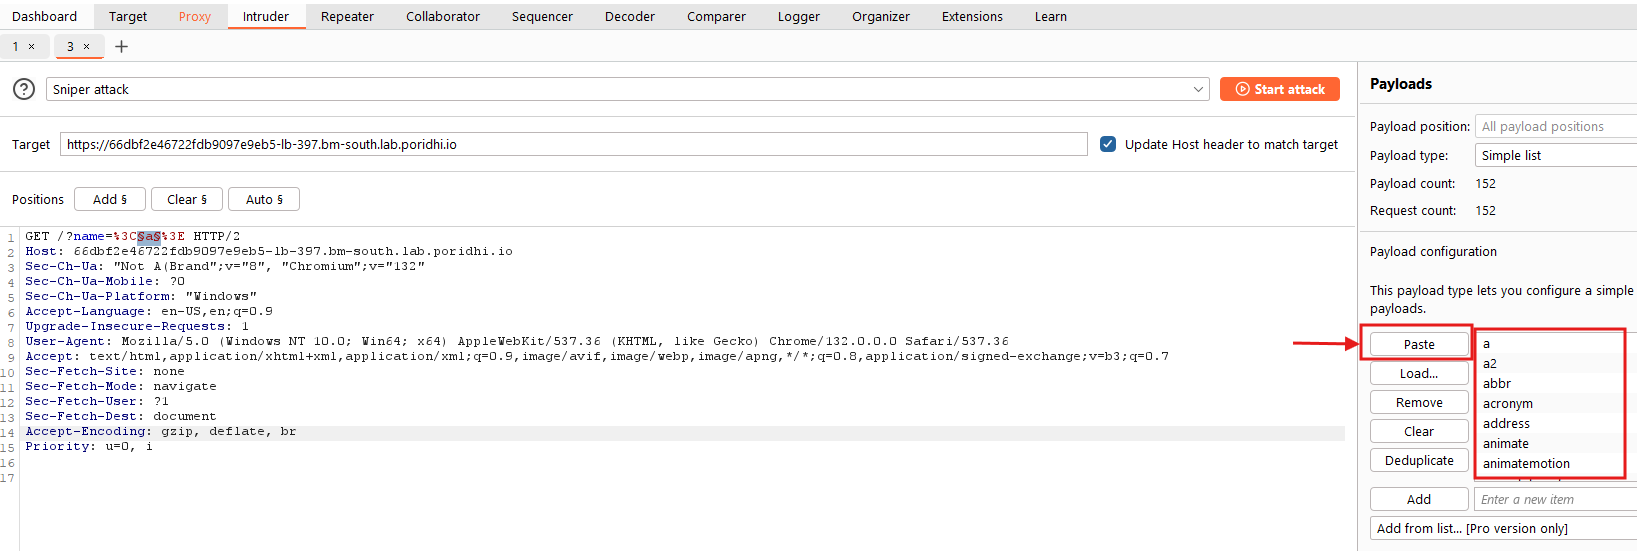 Dashboard Target Proxy Intruder Repeater Collaborator Sequencer Decoder Comparer Logger Organizer Extensions Learn
1 × 3 × +
? Sniper attack Start attack
Target https://66dbf2e46722fdb9097e9eb5-lb-397.bm-south.lab.poridhi.io Update Host header to match target
Positions Add § Clear § Auto §
1 GET /?name=%3C§a§%3E HTTP/2
2 Host: 66dbf2e46722fdb9097e9eb5-lb-397.bm-south.lab.poridhi.io
3 Sec-Ch-Ua: "Not A(Brand";v="8", "Chromium";v="132"
4 Sec-Ch-Ua-Mobile: ?0
5 Sec-Ch-Ua-Platform: "Windows"
6 Accept-Language: en-US,en;q=0.9
7 Upgrade-Insecure-Requests: 1
8 User-Agent: Mozilla/5.0 (Windows NT 10.0; Win64; x64) AppleWebKit/537.36 (KHTML, like Gecko) Chrome/132.0.0.0 Safari/537.36
9 Accept: text/html,application/xhtml+xml,application/xml;q=0.9,image/avif,image/webp,image/apng,*/*;q=0.8,application/signed-exchange;v=b3;q=0.7
10 Sec-Fetch-Site: none
11 Sec-Fetch-Mode: navigate
12 Sec-Fetch-User: ?1
13 Sec-Fetch-Dest: document
14 Accept-Encoding: gzip, deflate, br
15 Priority: u=0, i
16
17
Payloads
Payload position: All payload positions
Payload type: Simple list
Payload count: 152
Request count: 152
Payload configuration
This payload type lets you configure a simple
payloads.
Paste
Load...
Remove
Clear
Deduplicate
a
a2
abbr
acronym
address
animate
animatemotion
Add Enter a new item
Add from list... [Pro version only]